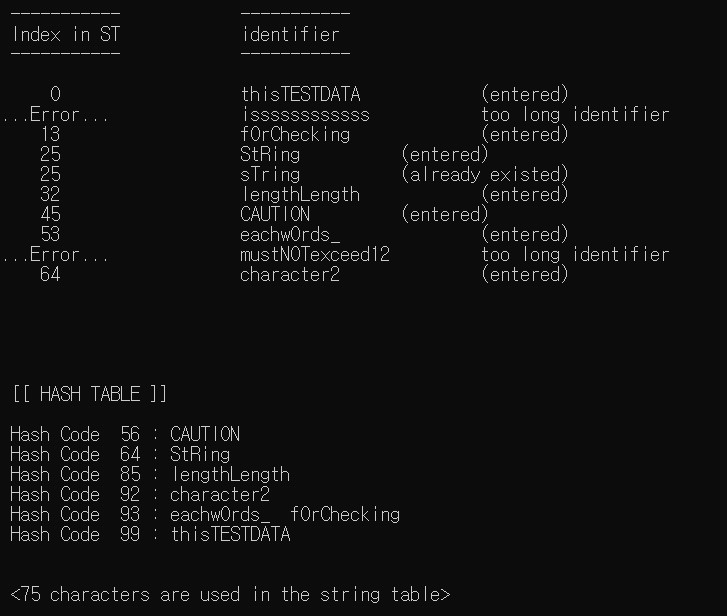 -----------          -----------
Index in ST          identifier
-----------          -----------
0          thisTESTDATA          (entered)
...Error...          issssssssssss          too long identifier
13          f0rChecking          (entered)
25          StRing          (entered)
25          sTring          (already existed)
32          lengthLength          (entered)
45          CAUTION          (entered)
53          eachw0rds_          (entered)
...Error...          mustNOTexceed12          too long identifier
64          character2          (entered)
[[ HASH TABLE ]]
Hash Code  56 : CAUTION
Hash Code  64 : StRing
Hash Code  85 : lengthLength
Hash Code  92 : character2
Hash Code  93 : eachw0rds_  f0rChecking
Hash Code  99 : thisTESTDATA
<75 characters are used in the string table>